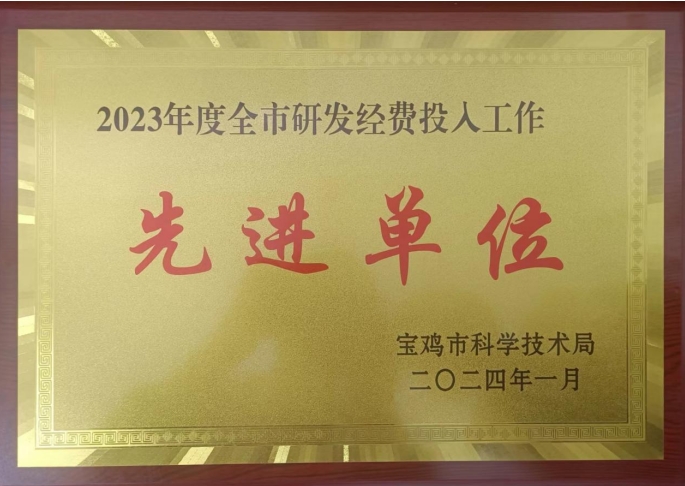 2023年度全市研发经费投入工作
先进单位
宝鸡市科学技术局
二〇二四年一月